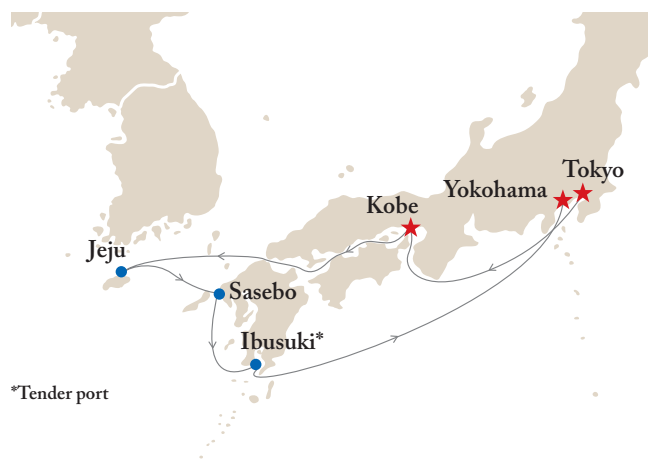 Tokyo
Yokohama
Kobe
Jeju
Sasebo
Ibusuki*
*Tender port